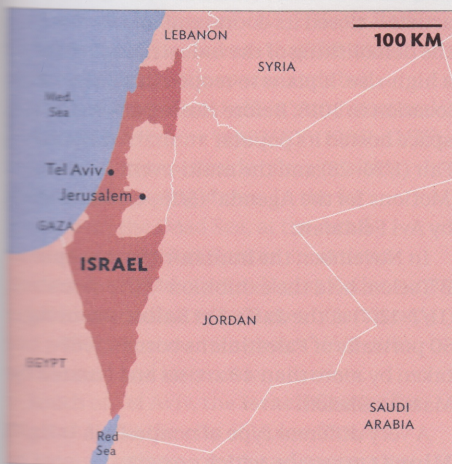 LEBANON
100 KM
SYRIA
Med.
Sea
Tel Aviv
Jerusalem
GAZA
ISRAEL
JORDAN
EGYPT
SAUDI
ARABIA
Red
Sea